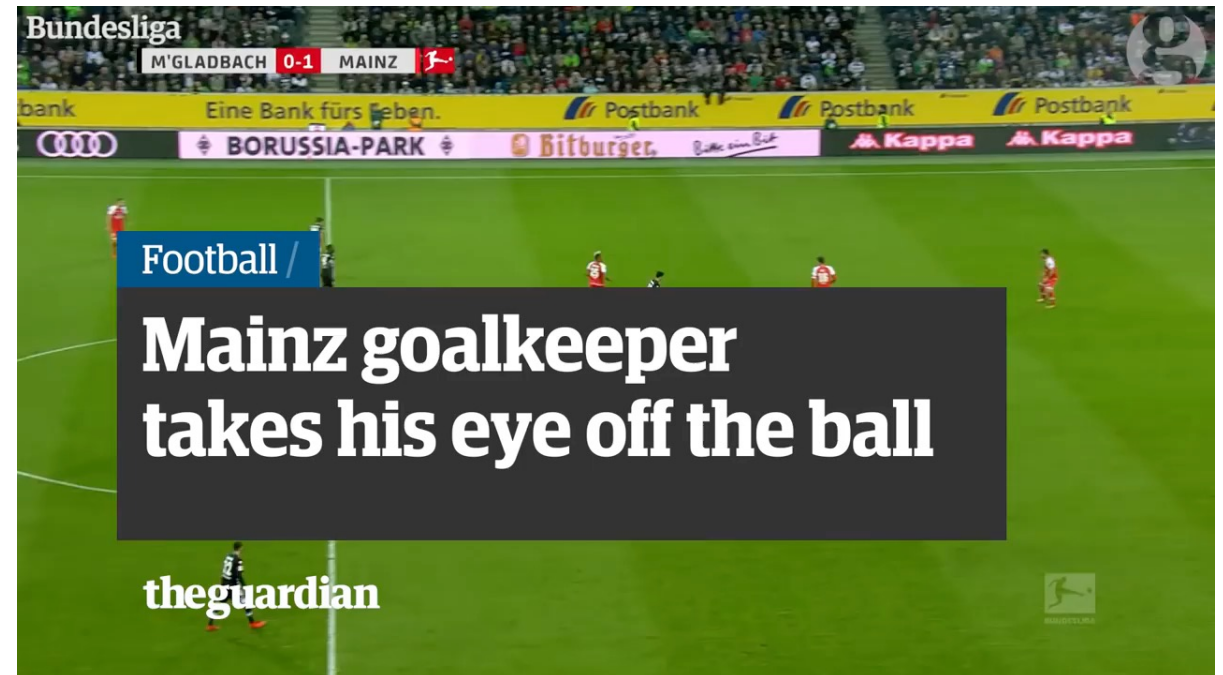 Bundesliga
M'GLADBACH 0-1 MAINZ
bank Eine Bank fürs Leben. Postbank Postbank Postbank
BORUSSIA-PARK Bitburger Bitte ein Bit Kappa Kappa
Football /
Mainz goalkeeper
takes his eye off the ball
theguardian
BUNDESLIGA